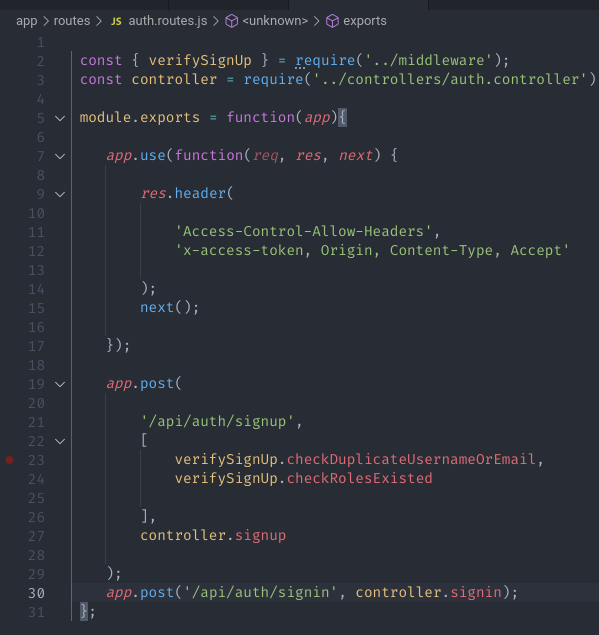 app > routes > JS auth.routes.js > <unknown> > exports
1
2 const { verifySignUp } = require('../middleware');
3 const controller = require('../controllers/auth.controller')
4
5 module.exports = function(app){
6
7 app.use(function(req, res, next) {
8
9 res.header(
10
11 'Access-Control-Allow-Headers',
12 'x-access-token, Origin, Content-Type, Accept'
13
14 );
15 next();
16
17 });
18
19 app.post(
20
21 '/api/auth/signup',
22 [
23 verifySignUp.checkDuplicateUsernameOrEmail,
24 verifySignUp.checkRolesExisted
25
26 ],
27 controller.signup
28
29 );
30 app.post('/api/auth/signin', controller.signin);
31 };